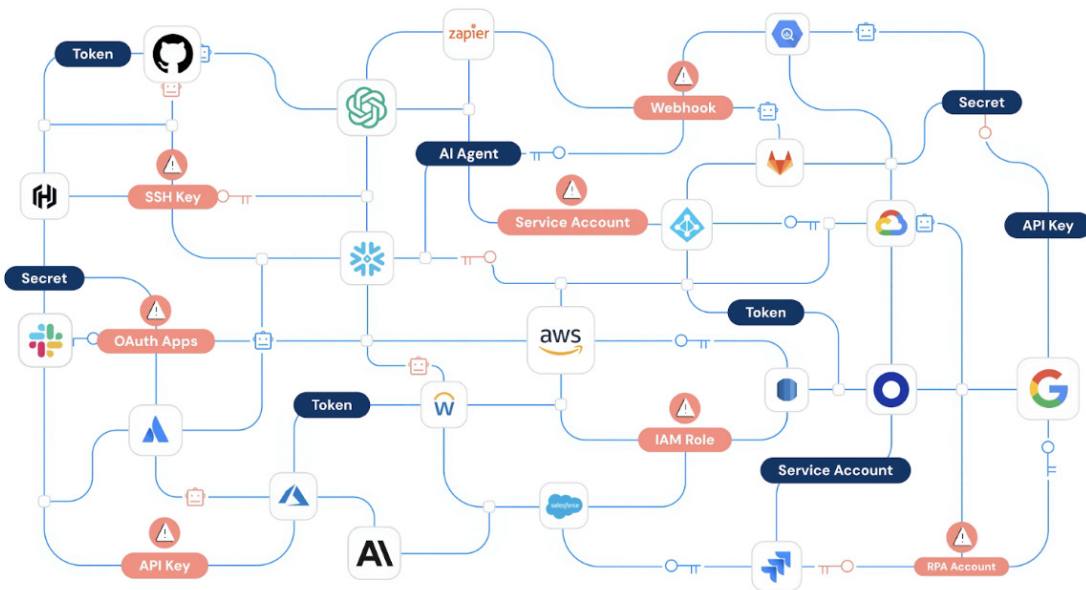 zapier
Token
Webhook
Secret
AI Agent
SSH Key
Service Account
API Key
Secret
Token
OAuth Apps
aws
Token
IAM Role
Service Account
salesforce
API Key
AI
RPA Account